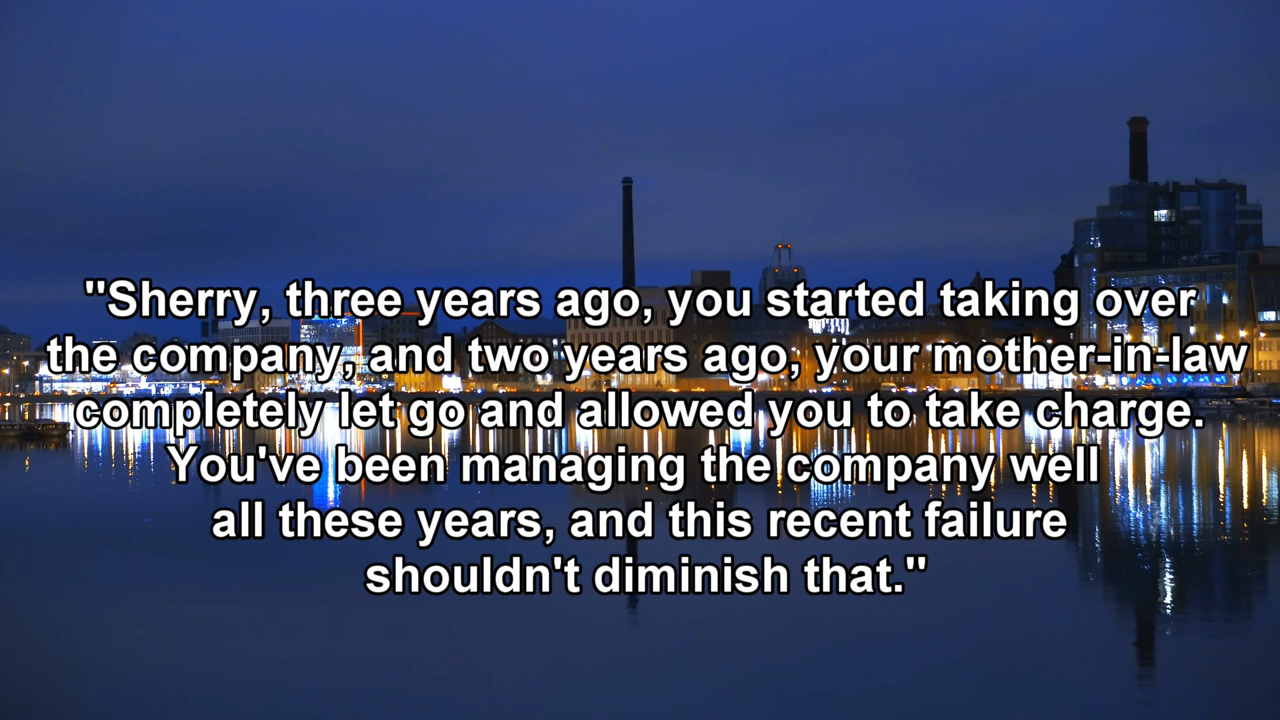 "Sherry, three years ago, you started taking over
the company, and two years ago, your mother-in-law
completely let go and allowed you to take charge.
You've been managing the company well
all these years, and this recent failure
shouldn't diminish that."